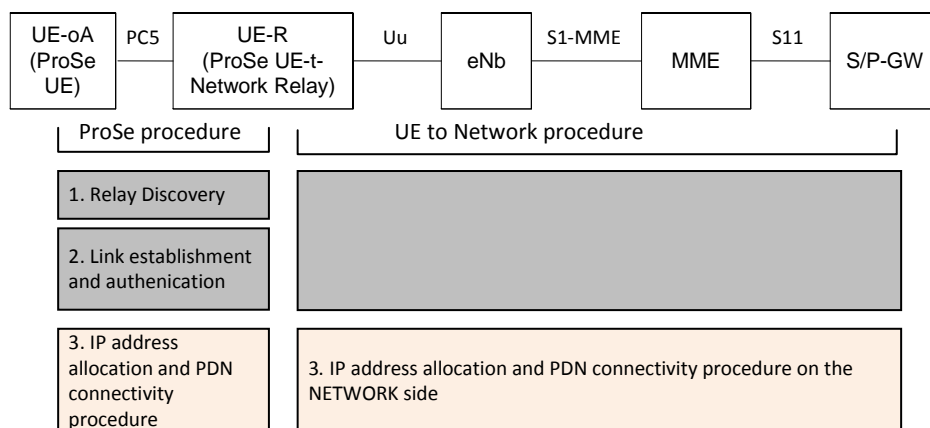 UE-oA
(ProSe
UE)
PC5
UE-R
(ProSe UE-t-
Network Relay)
Uu
eNb
S1-MME
MME
S11
S/P-GW
ProSe procedure
UE to Network procedure
1. Relay Discovery
2. Link establishment
and authenication
3. IP address
allocation and PDN
connectivity
procedure
3. IP address allocation and PDN connectivity procedure on the
NETWORK side